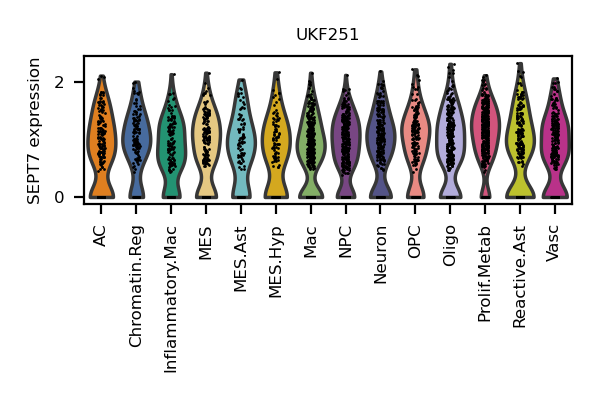 UKF251
SEPT7 expression
2
0
AC
Chromatin.Reg
Inflammatory.Mac
MES
MES.Ast
MES.Hyp
Mac
NPC
Neuron
OPC
Oligo
Prolif.Metab
Reactive.Ast
Vasc